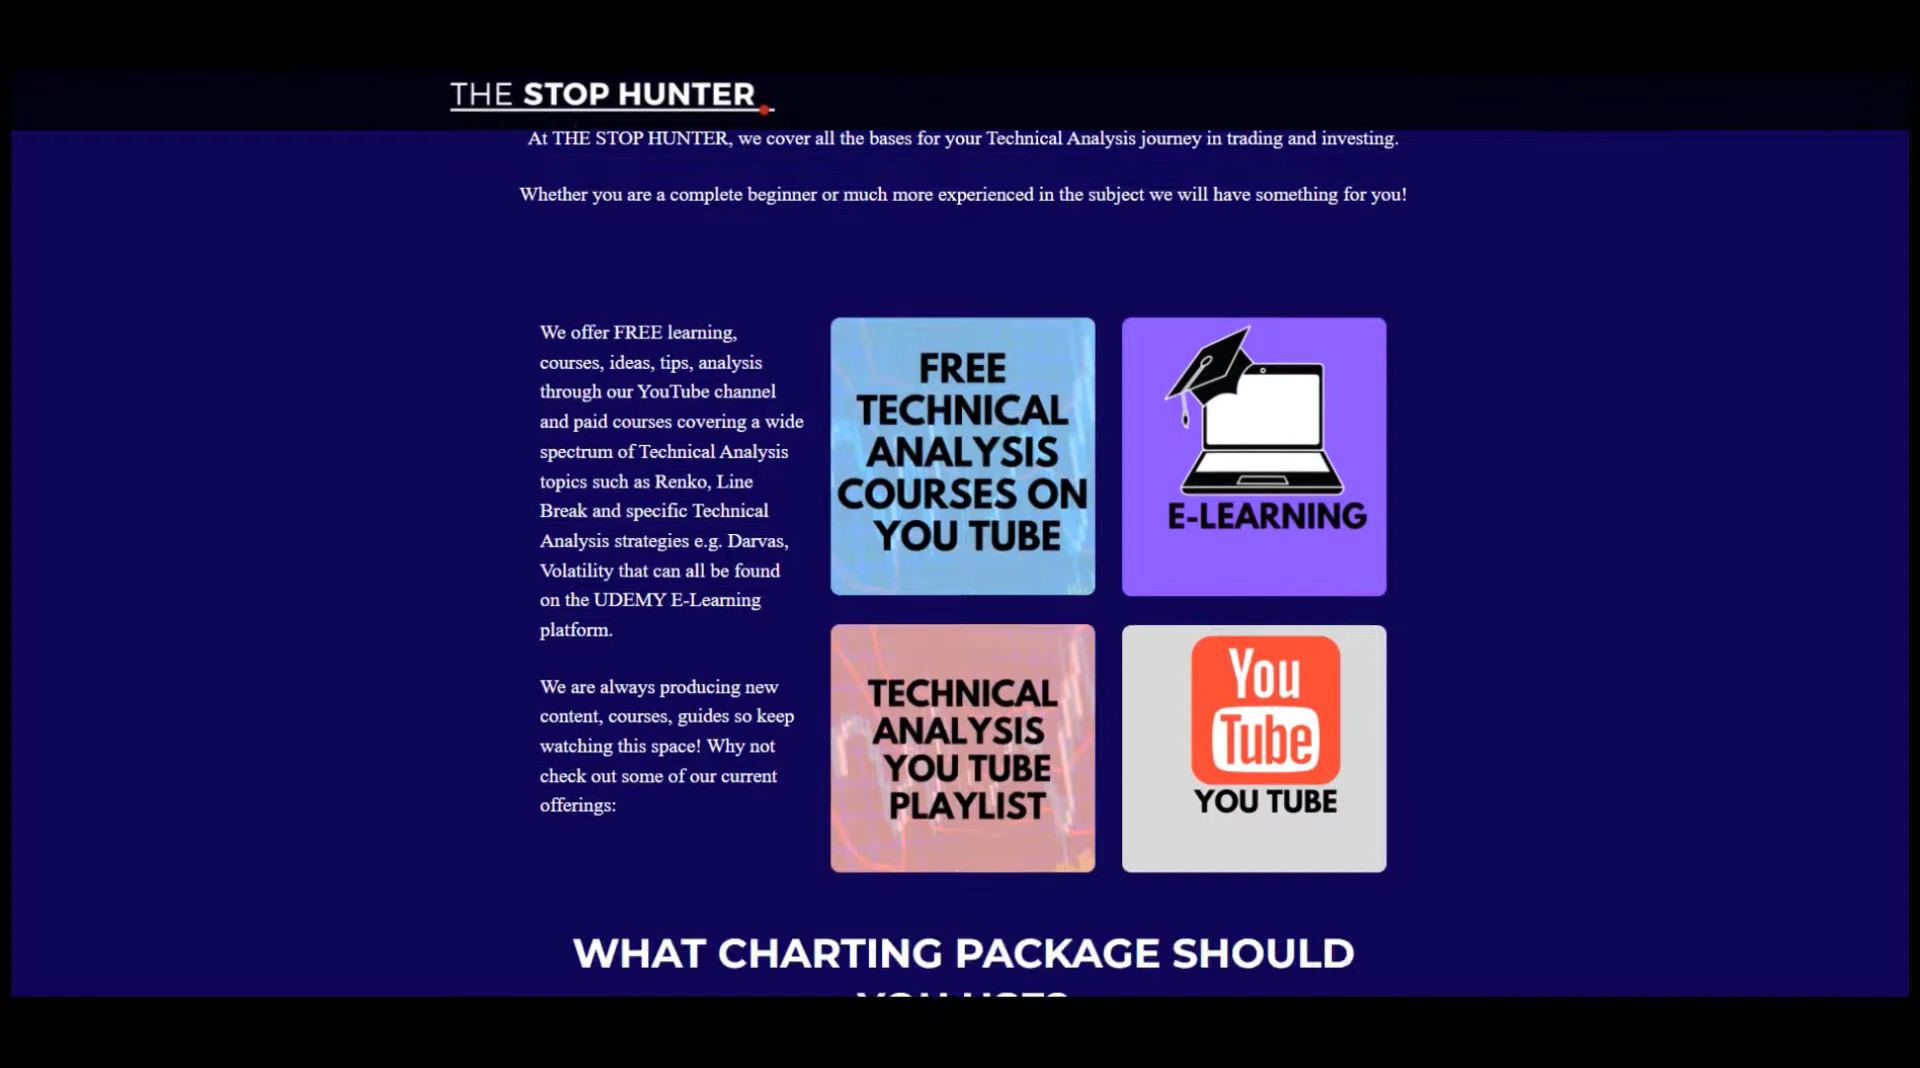 THE STOP HUNTER.
At THE STOP HUNTER, we cover all the bases for your Technical Analysis journey in trading and investing.
Whether you are a complete beginner or much more experienced in the subject we will have something for you!
We offer FREE learning,
courses, ideas, tips, analysis
through our YouTube channel
and paid courses covering a wide
spectrum of Technical Analysis
topics such as Renko, Line
Break and specific Technical
Analysis strategies e.g. Darvas,
Volatility that can all be found
on the UDEMY E-Learning
platform.
We are always producing new
content, courses, guides so keep
watching this space! Why not
check out some of our current
offerings:
FREE
TECHNICAL
ANALYSIS
COURSES ON
YOU TUBE
E-LEARNING
TECHNICAL
ANALYSIS
YOU TUBE
PLAYLIST
You
Tube
YOU TUBE
WHAT CHARTING PACKAGE SHOULD